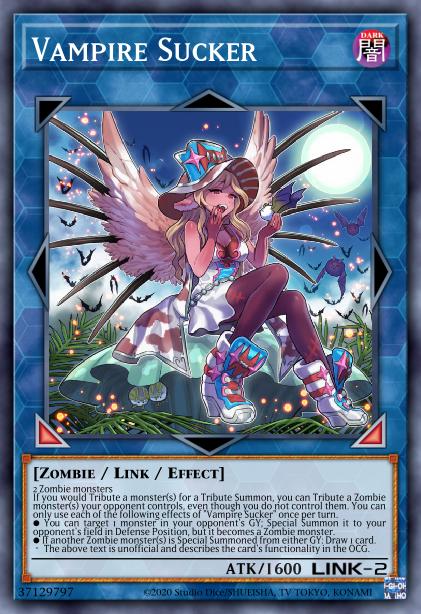 VAMPIRE SUCKER
DARK
闇
[ZOMBIE / LINK / EFFECT]
2 Zombie monsters
If you would Tribute a monster(s) for a Tribute Summon, you can Tribute a Zombie
monster(s) your opponent controls, even though you do not control them. You can
only use each of the following effects of "Vampire Sucker" once per turn.
● You can target 1 monster in your opponent's GY; Special Summon it to your
opponent's field in Defense Position, but it becomes a Zombie monster.
● If another Zombie monster(s) is Special Summoned from either GY: Draw 1 card.
- The above text is unofficial and describes the card's functionality in the OCG.
ATK/1600 LINK-2
37129797 ©2020 Studio Dice/SHUEISHA, TV TOKYO, KONAMI